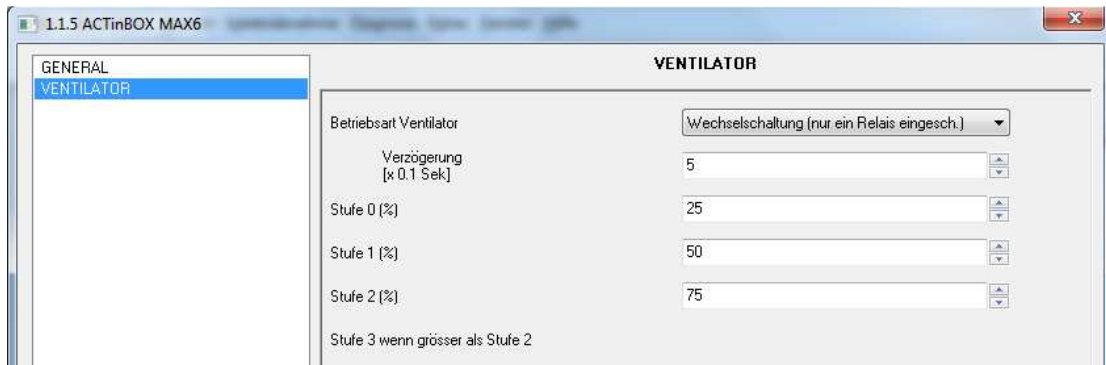 1.1.5 ACTinBOX MAX6
GENERAL
VENTILATOR
VENTILATOR
Betriebsart Ventilator
Wechselschaltung (nur ein Relais eingesch.)
Verzögerung
[x 0.1 Sek]
5
Stufe 0 (%)
25
Stufe 1 (%)
50
Stufe 2 (%)
75
Stufe 3 wenn grösser als Stufe 2